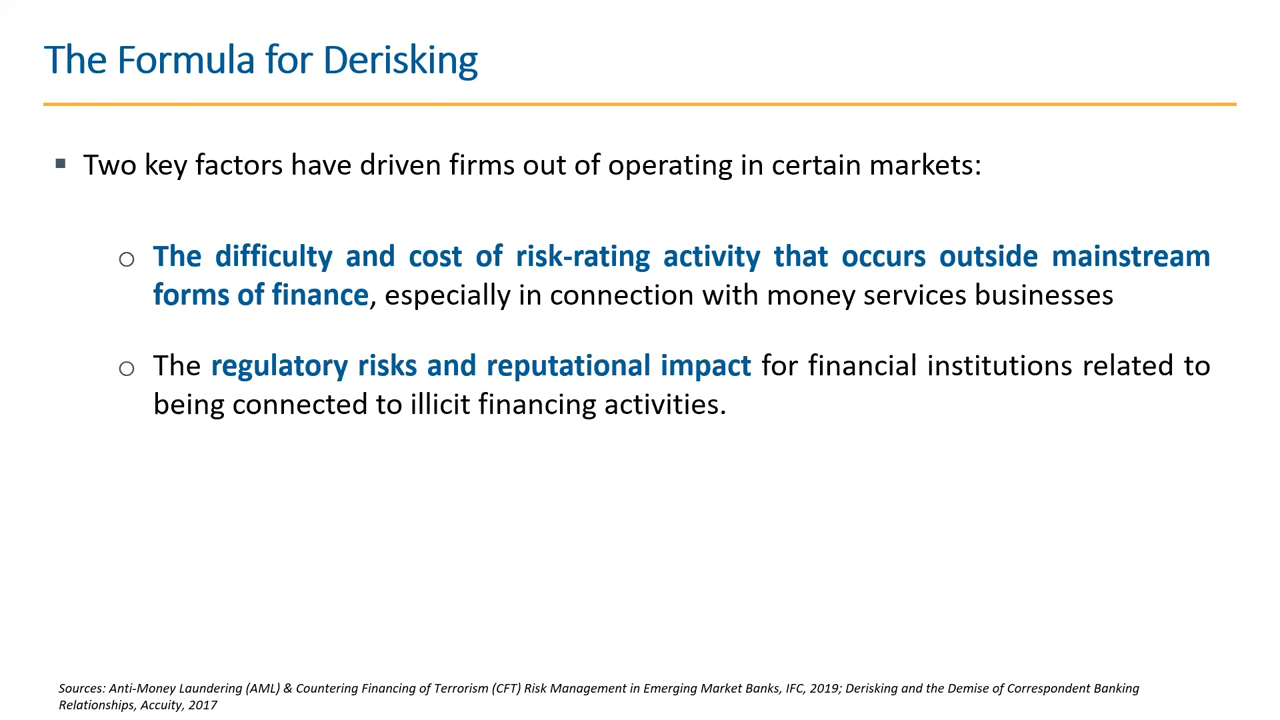 The Formula for Derisking
▪ Two key factors have driven firms out of operating in certain markets:
o The difficulty and cost of risk-rating activity that occurs outside mainstream
forms of finance, especially in connection with money services businesses
o The regulatory risks and reputational impact for financial institutions related to
being connected to illicit financing activities.
Sources: Anti-Money Laundering (AML) & Countering Financing of Terrorism (CFT) Risk Management in Emerging Market Banks, IFC, 2019; Derisking and the Demise of Correspondent Banking
Relationships, Accuity, 2017